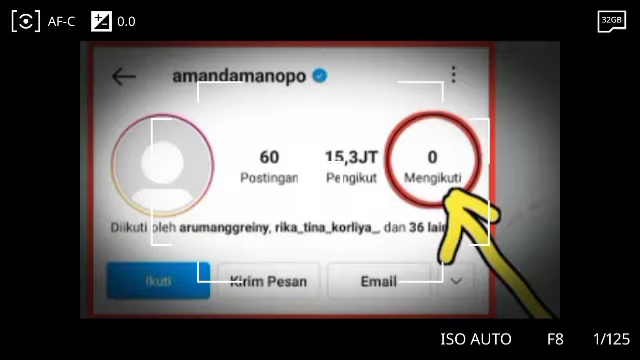 AF-C 0.0 32GB
amandamanopo
60 15,3JT 0
Postingan Pengikut Mengikuti
Diikuti oleh arumanggreiny, rika_tina_korliya_, dan 36 lain
Ikuti Kirim Pesan Email
ISO AUTO F8 1/125